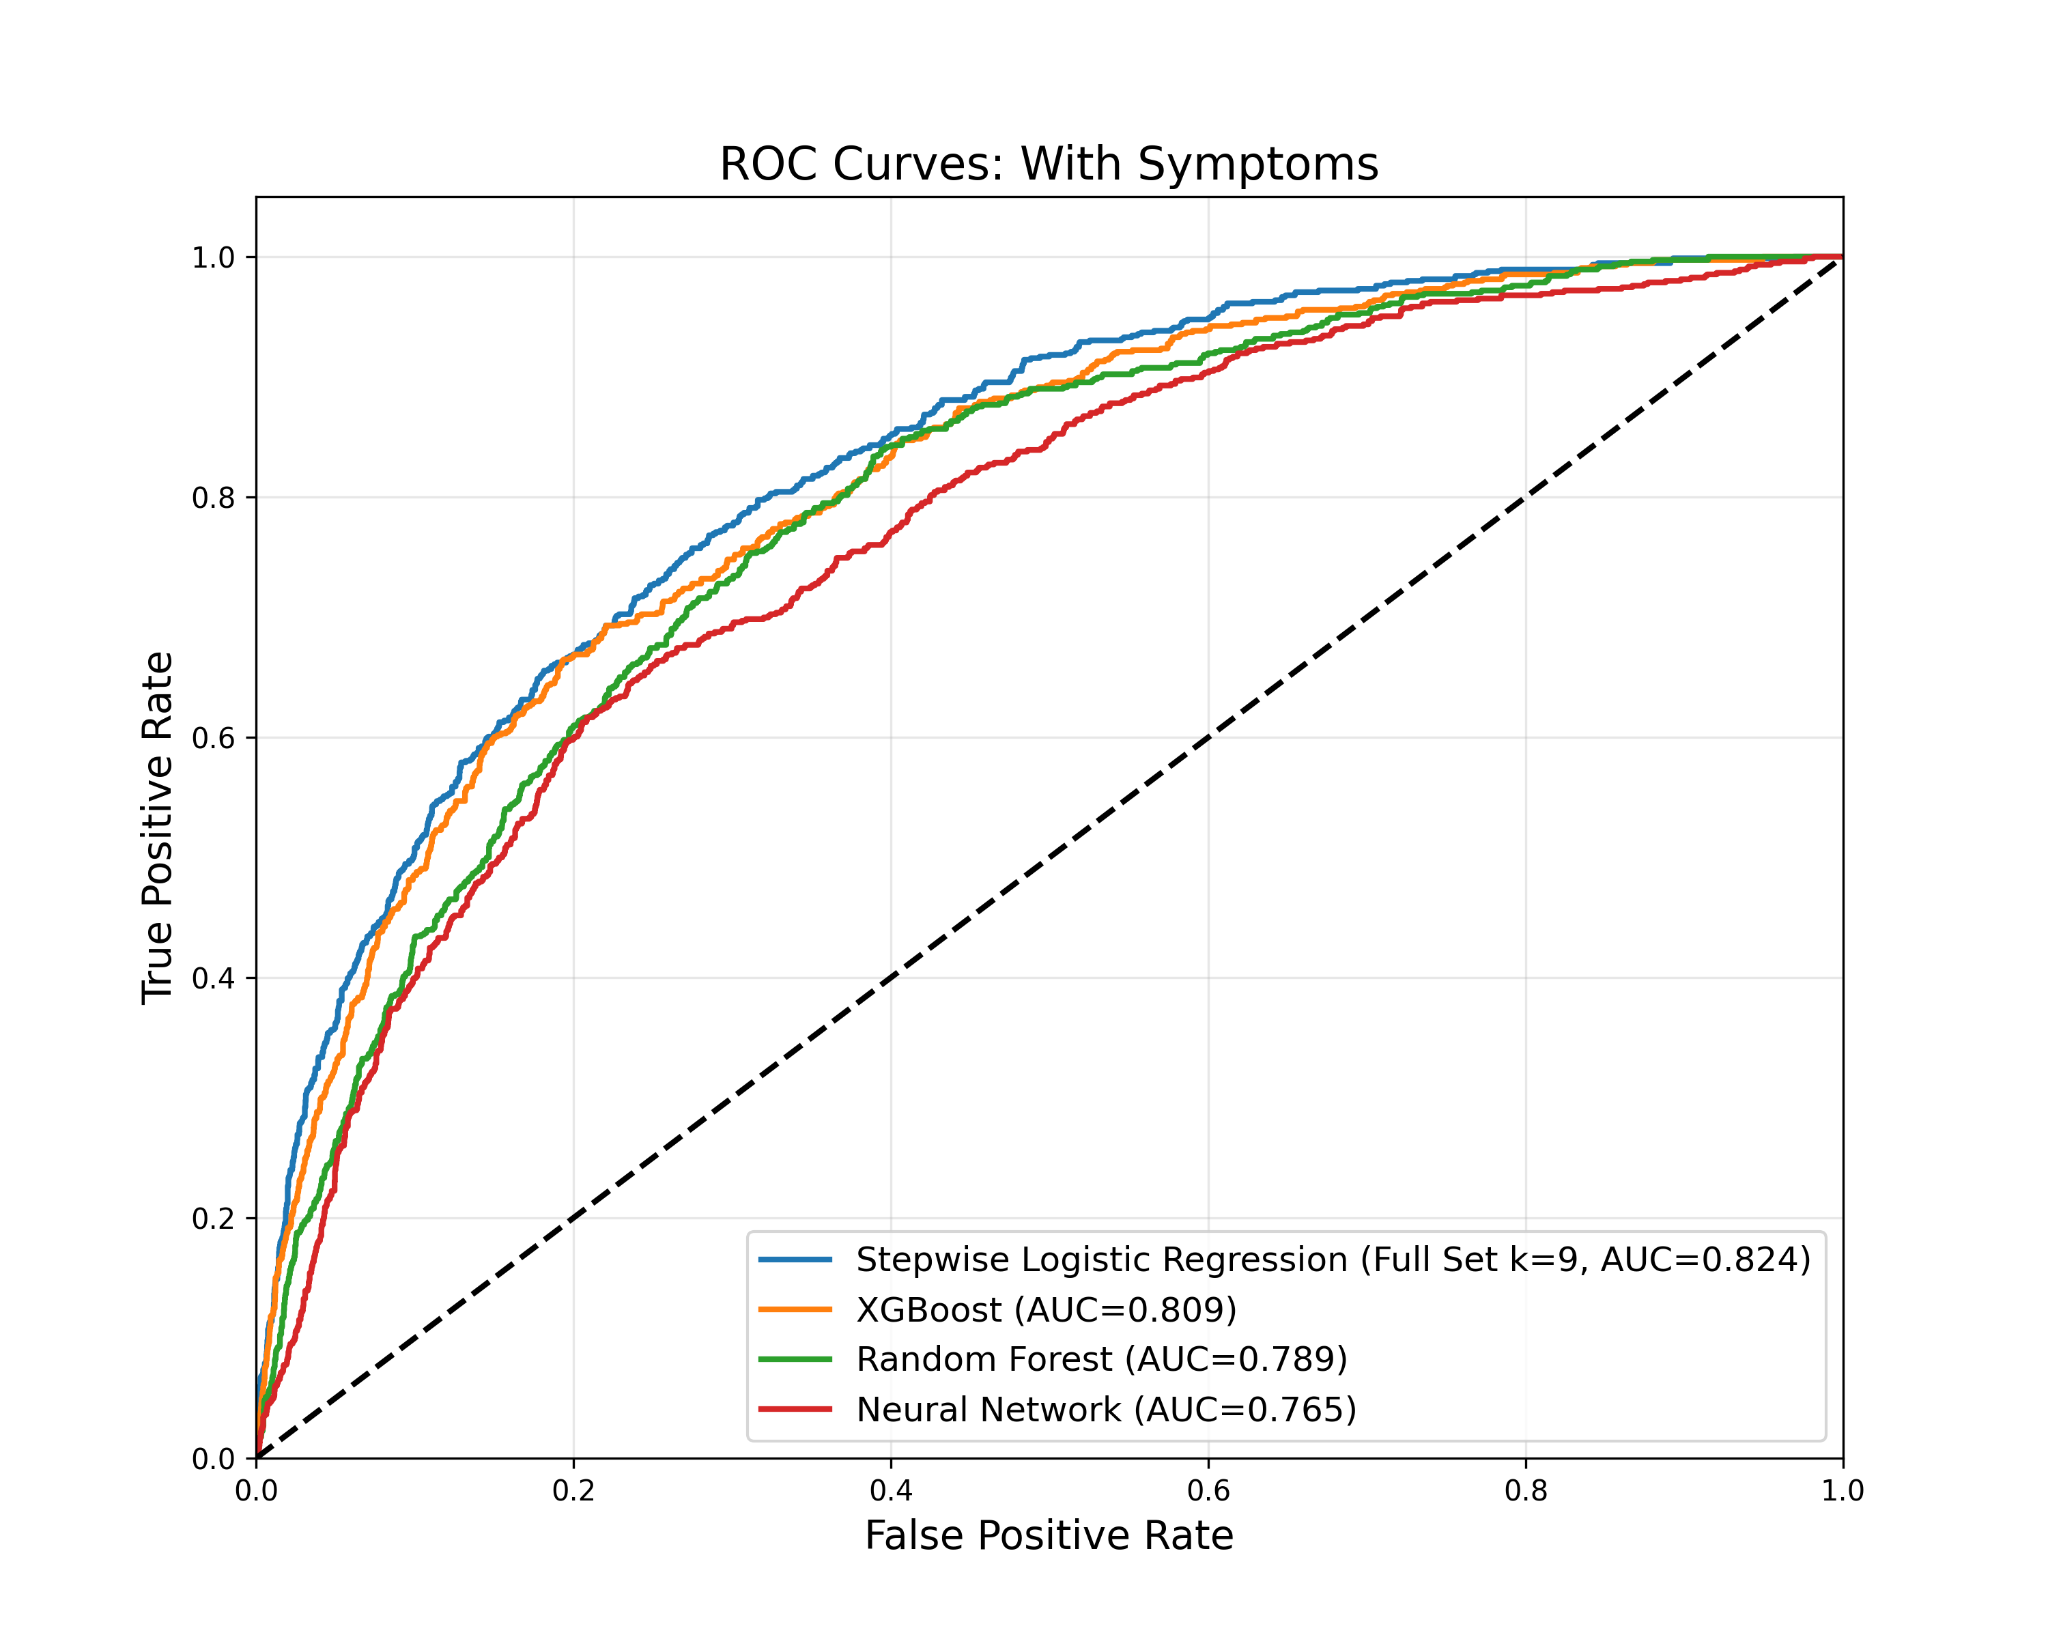 ROC Curves: With Symptoms
True Positive Rate
1.0
0.8
0.6
0.4
0.2
0.0
Stepwise Logistic Regression (Full Set k=9, AUC=0.824)
XGBoost (AUC=0.809)
Random Forest (AUC=0.789)
Neural Network (AUC=0.765)
0.0 0.2 0.4 0.6 0.8 1.0
False Positive Rate